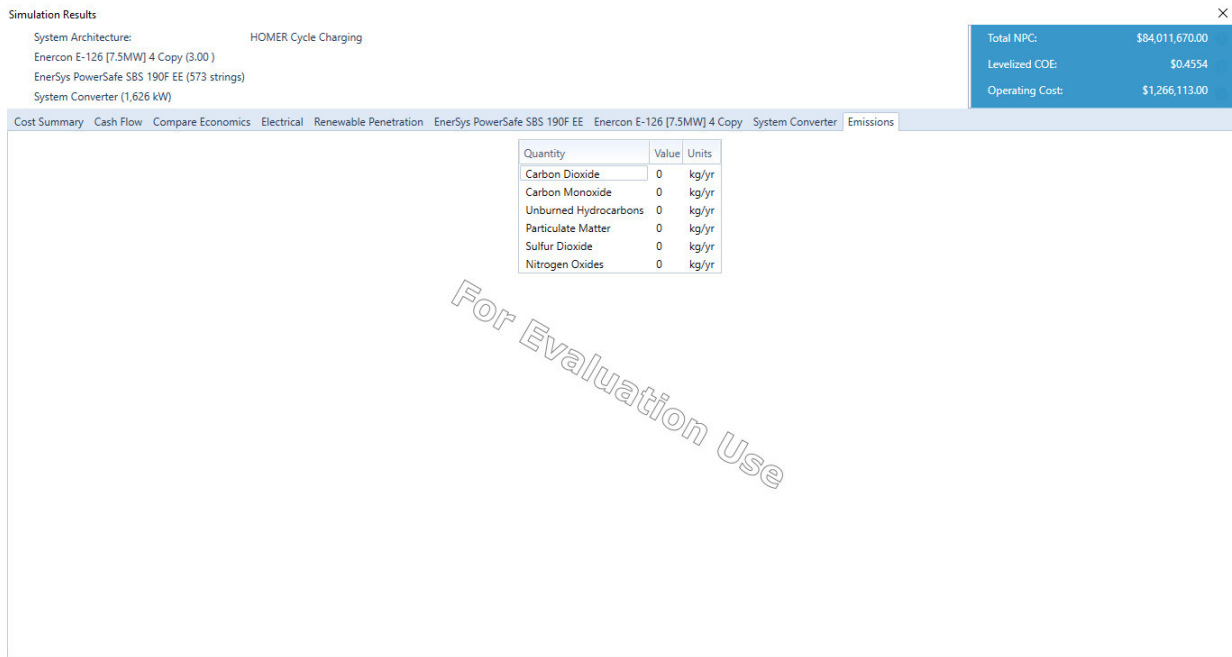 Simulation Results
System Architecture: HOMER Cycle Charging
Enercon E-126 [7.5MW] 4 Copy (3.00 )
EnerSys PowerSafe SBS 190F EE (573 strings)
System Converter (1,626 kW)
Total NPC: $84,011,670.00
Levelized COE: $0.4554
Operating Cost: $1,266,113.00
Cost Summary Cash Flow Compare Economics Electrical Renewable Penetration EnerSys PowerSafe SBS 190F EE Enercon E-126 [7.5MW] 4 Copy System Converter Emissions
Quantity Value Units
Carbon Dioxide 0 kg/yr
Carbon Monoxide 0 kg/yr
Unburned Hydrocarbons 0 kg/yr
Particulate Matter 0 kg/yr
Sulfur Dioxide 0 kg/yr
Nitrogen Oxides 0 kg/yr
For Evaluation Use